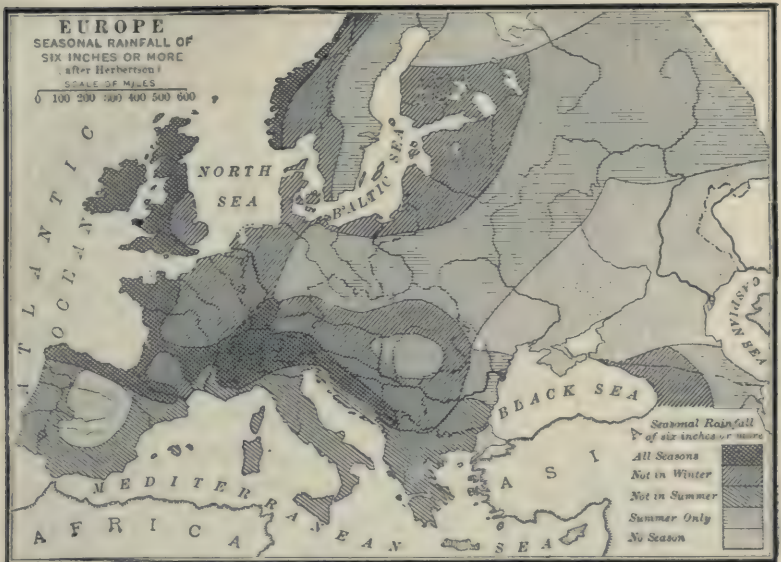 EUROPE
SEASONAL RAINFALL OF
SIX INCHES OR MORE
after Herbertson
SCALE OF MILES
0 100 200 300 400 500 600
ATLANTIC
OCEAN
NORTH
SEA
BALTIC SEA
CASPIAN SEA
BLACK SEA
MEDITERRANEAN SEA
AFRICA
ASIA
Seasonal Rainfall
of six inches or more
All Seasons
Not in Winter
Not in Summer
Summer Only
No Season